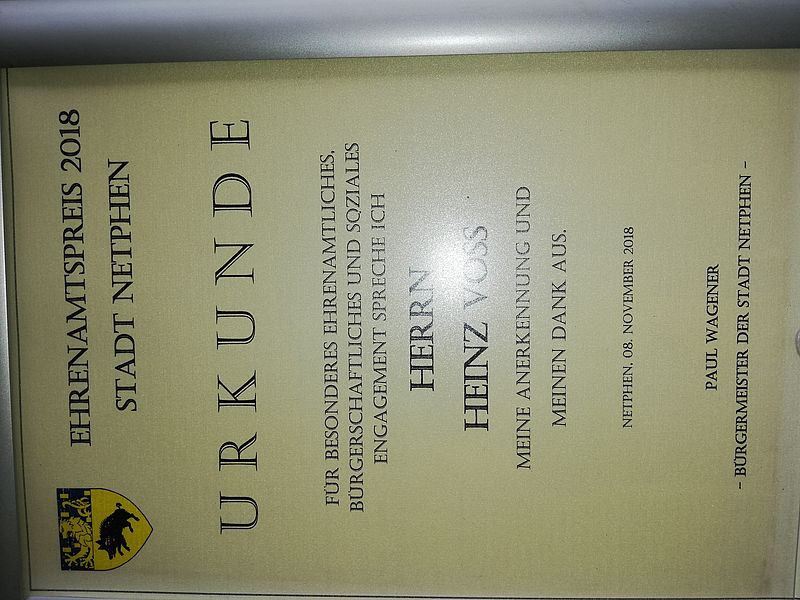 EHRENAMTSPREIS 2018
STADT NETPHEN
URKUNDE
FÜR BESONDERES EHRENAMTLICHES,
BÜRGERSCHAFTLICHES UND SOZIALES
ENGAGEMENT SPRECHE ICH
HERRN
HEINZ VOSS
MEINE ANERKENNUNG UND
MEINEN DANK AUS.
NETPHEN, 08. NOVEMBER 2018
PAUL WAGENER
- BÜRGERMEISTER DER STADT NETPHEN -